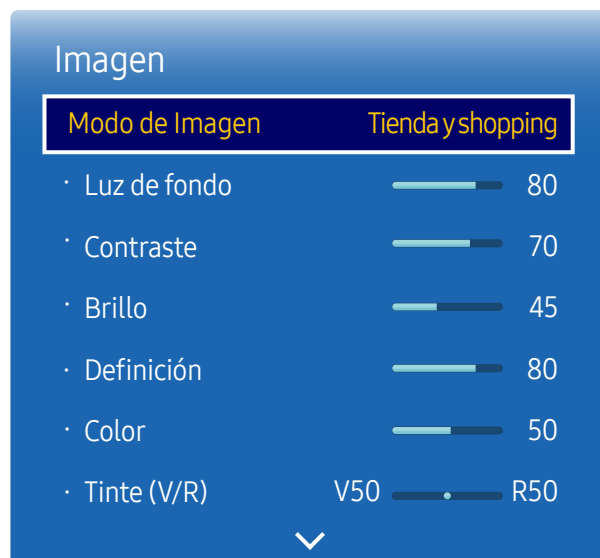 Imagen
Modo de Imagen Tienda y shopping
· Luz de fondo 80
· Contraste 70
· Brillo 45
· Definición 80
· Color 50
· Tinte (V/R) V50 R50